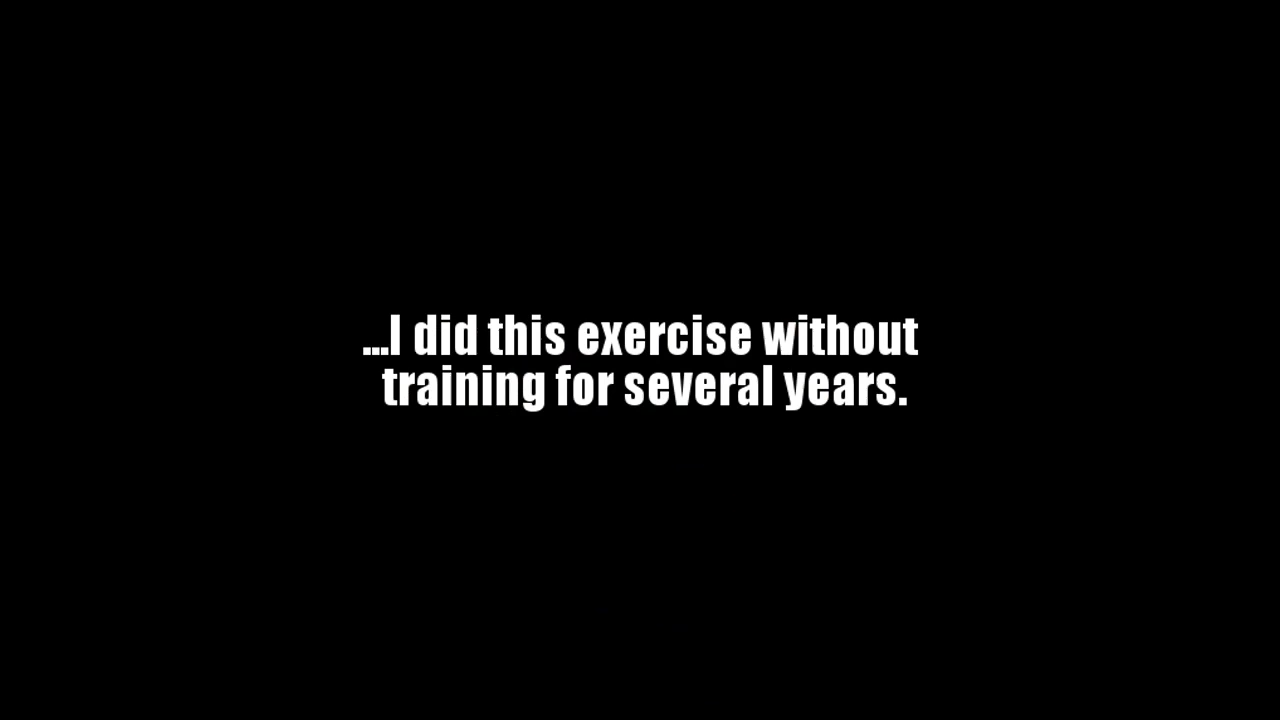 ...I did this exercise without
training for several years.